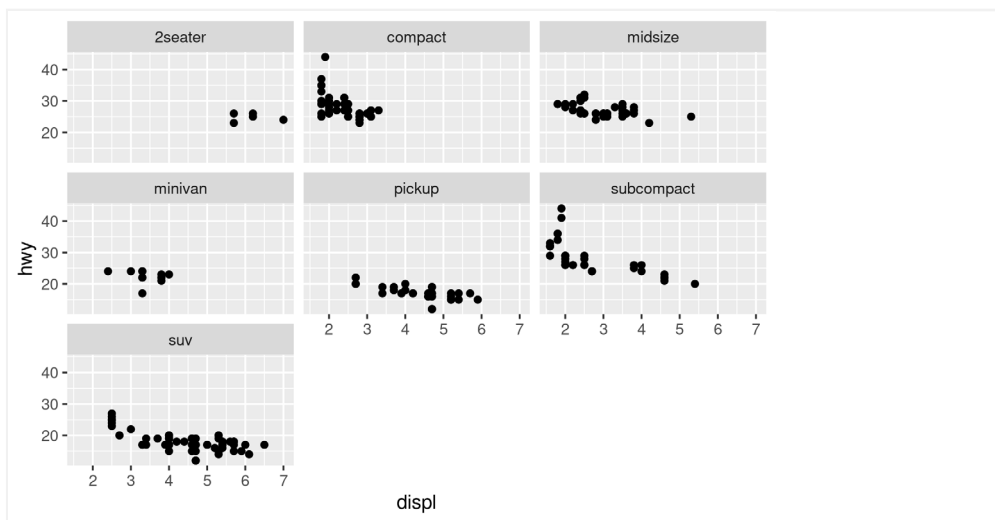 2seater compact midsize
40
30
20
minivan pickup subcompact
hwy
40
30
20
2 3 4 5 6 7 2 3 4 5 6 7
suv
40
30
20
2 3 4 5 6 7
displ